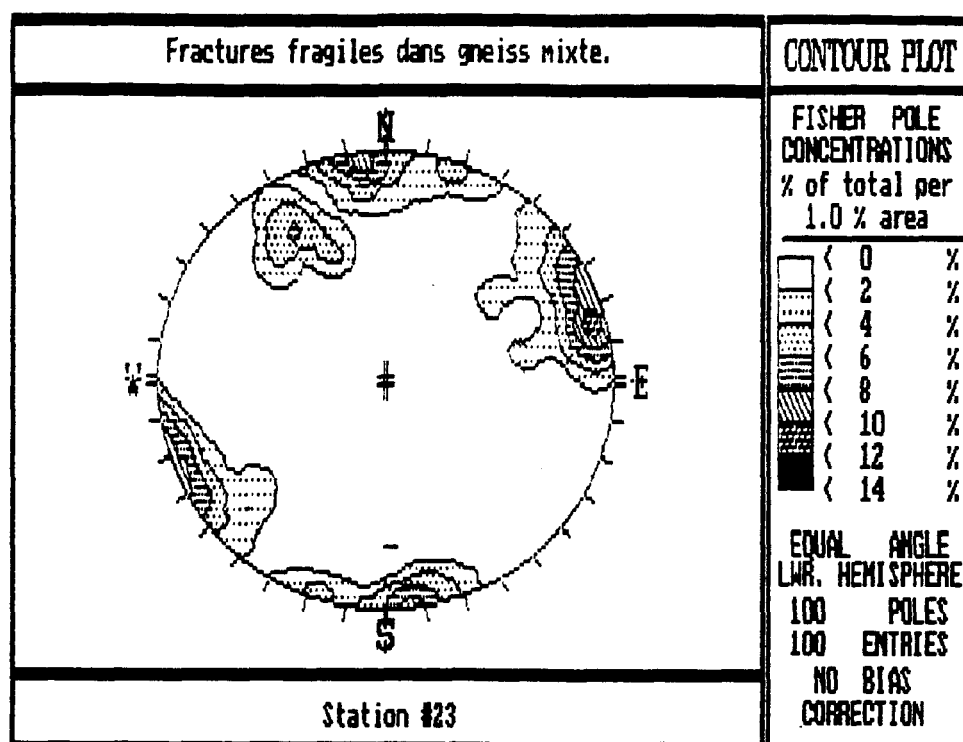 Fractures fragiles dans gneiss mixte.
N
W
E
S
Station #23
CONTOUR PLOT
FISHER POLE
CONCENTRATIONS
% of total per
1.0 % area
< 0 %
< 2 %
< 4 %
< 6 %
< 8 %
< 10 %
< 12 %
< 14 %
EQUAL ANGLE
LWR. HEMISPHERE
100 POLES
100 ENTRIES
NO BIAS
CORRECTION